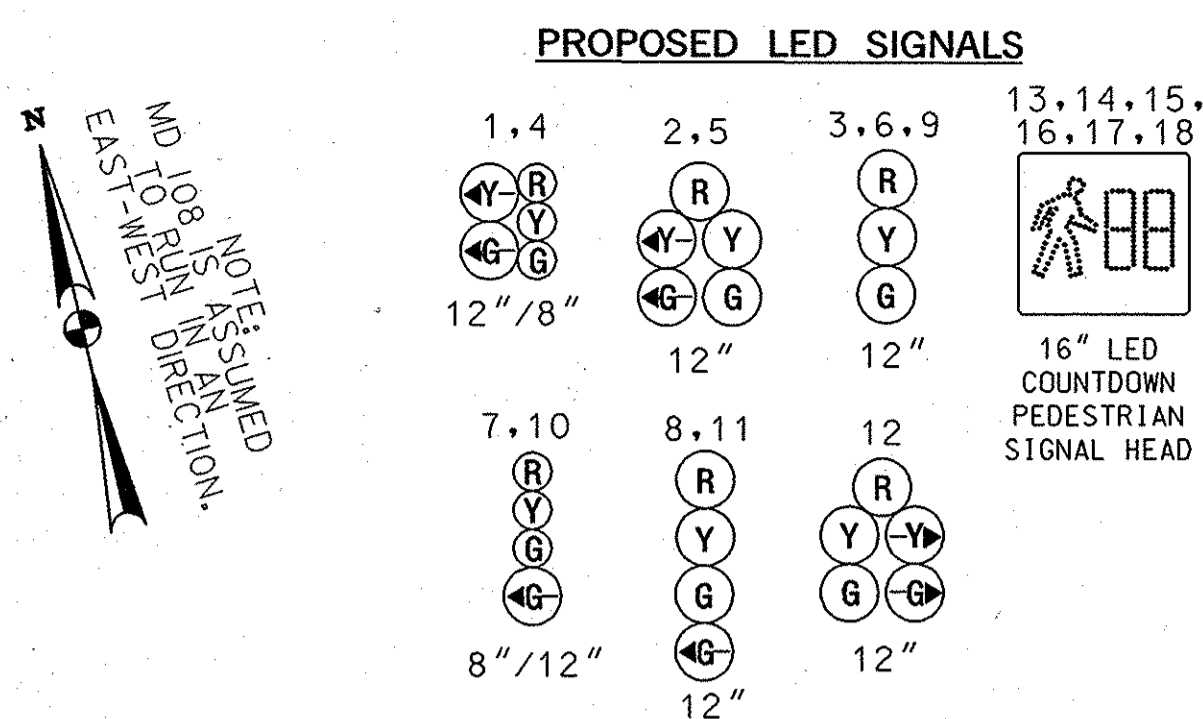 PROPOSED LED SIGNALS
N
NOTE:
MD 108 IS ASSUMED
TO RUN IN AN
EAST-WEST DIRECTION.
1,4
Y R
Y
G G
12"/8"
2,5
R
Y Y
G G
12"
3,6,9
R
Y
G
12"
13,14,15,
16,17,18
16" LED
COUNTDOWN
PEDESTRIAN
SIGNAL HEAD
7,10
R
Y
G
G
8"/12"
8,11
R
Y
G
G
12"
12
R
Y Y
G G
12"